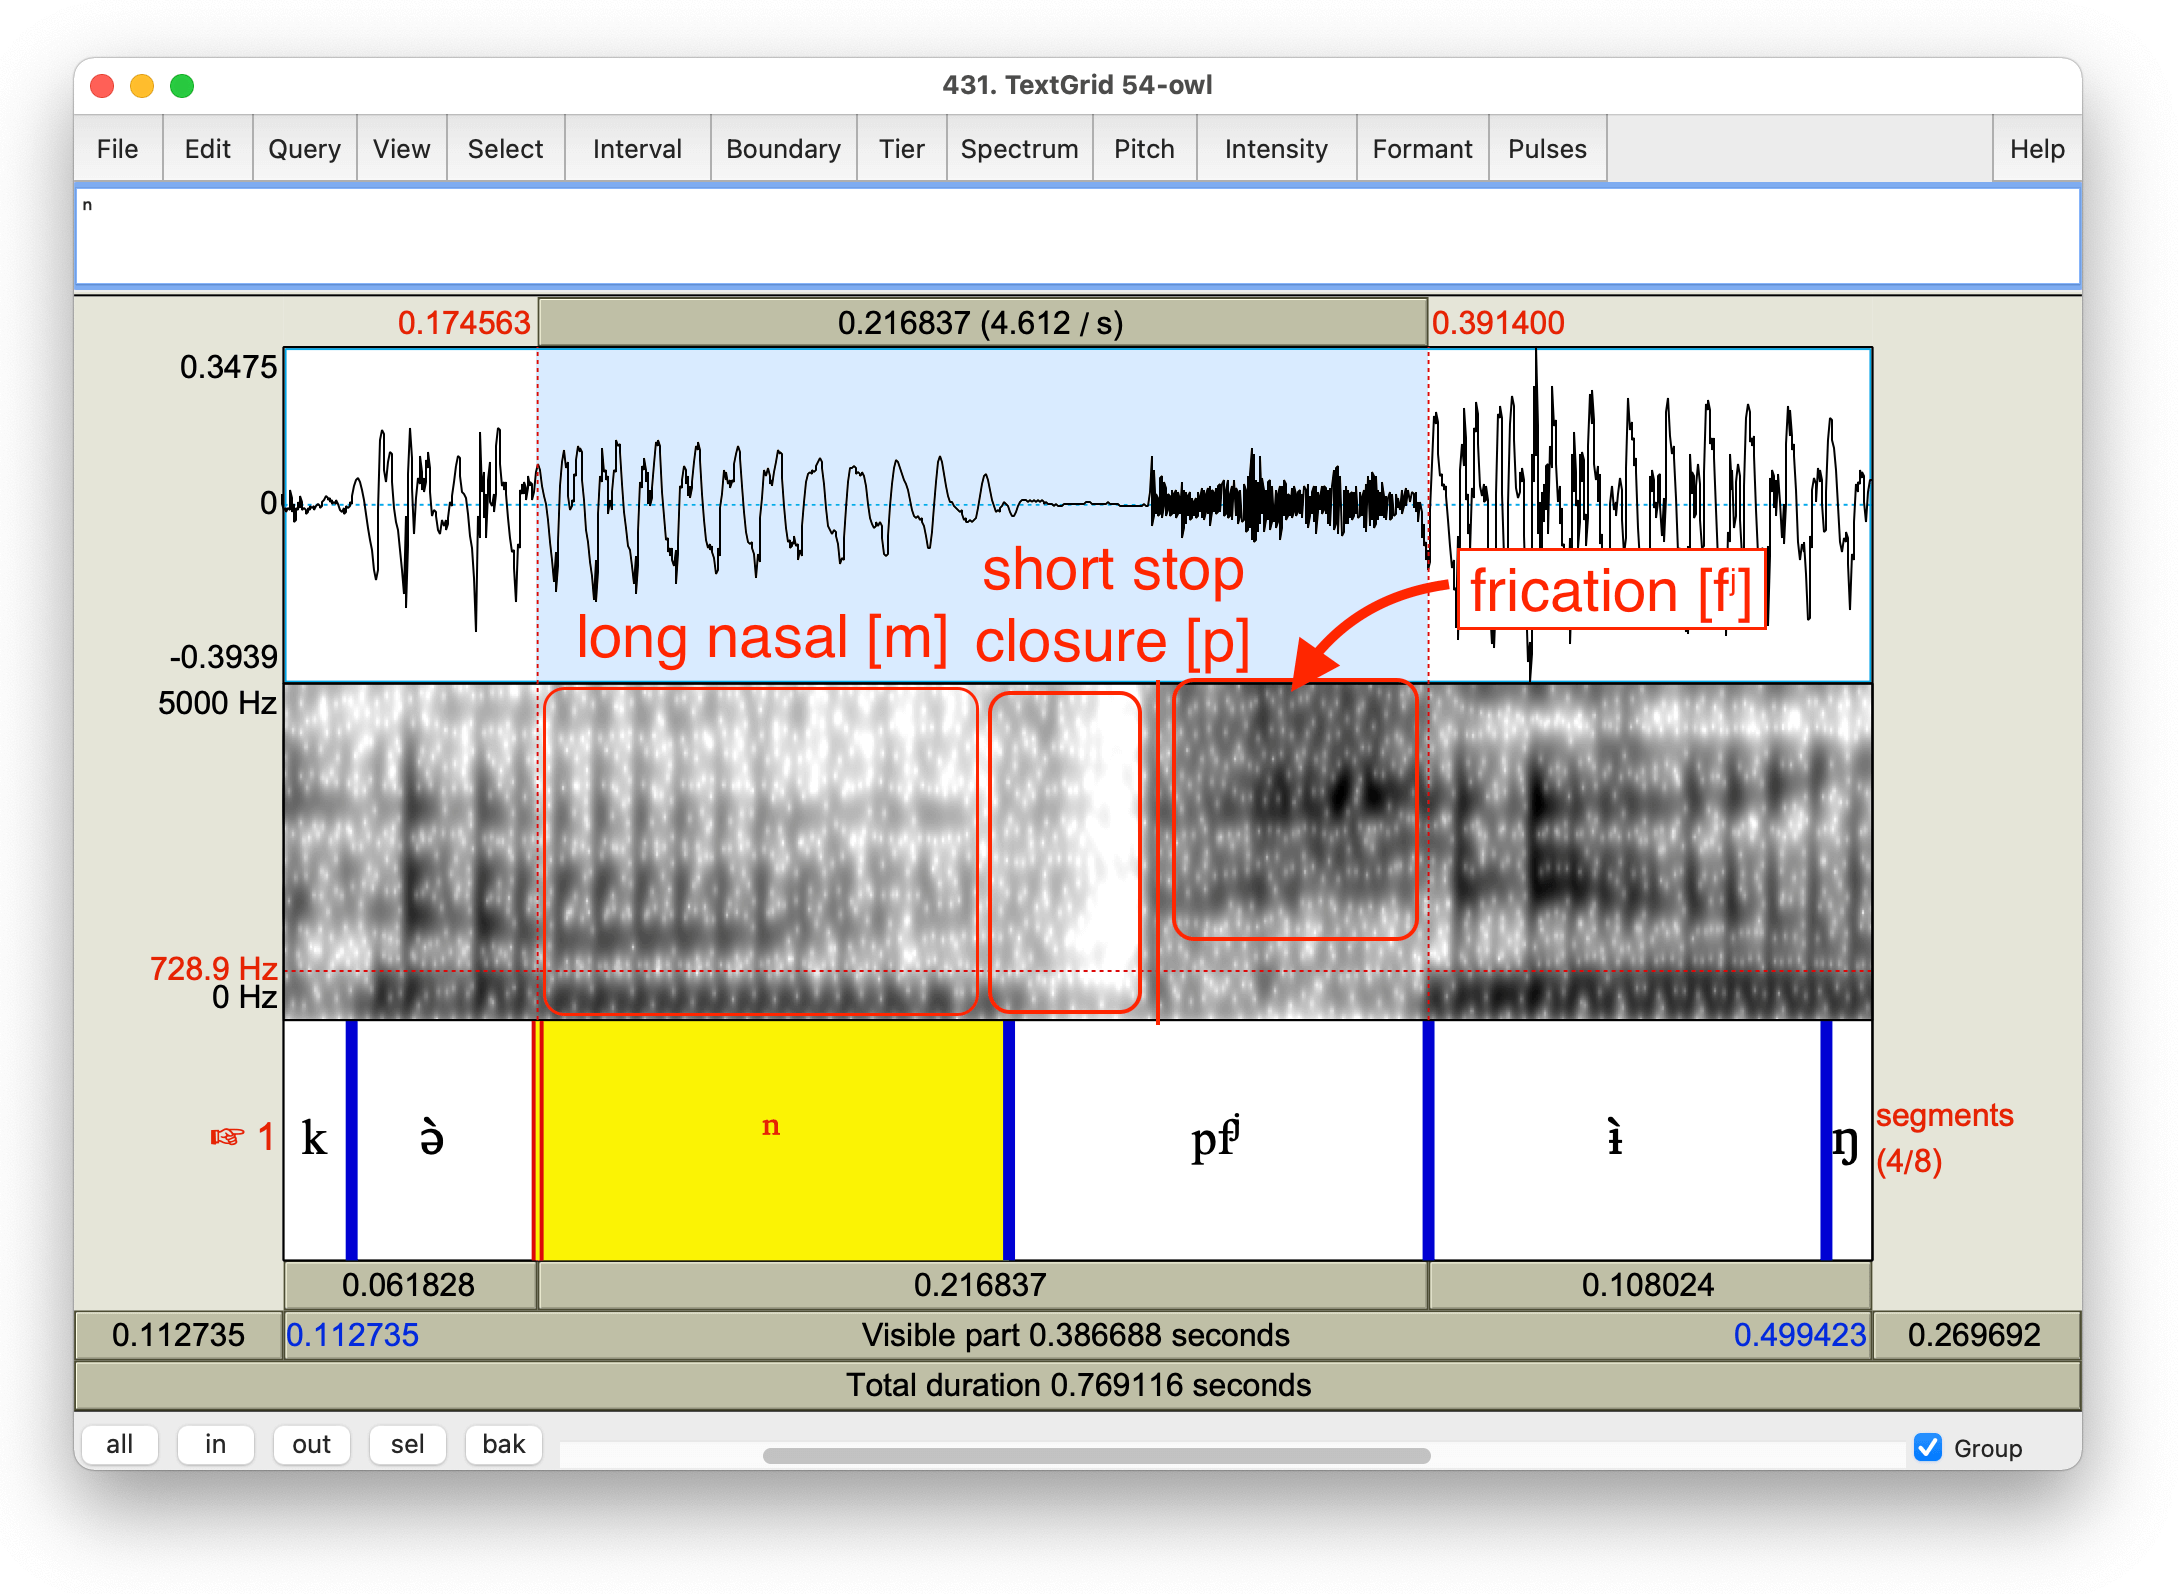 431. TextGrid 54-owl
File Edit Query View Select Interval Boundary Tier Spectrum Pitch Intensity Formant Pulses Help
ⁿ
0.174563 0.216837 (4.612 / s) 0.391400
0.3475
0
-0.3939
short stop
long nasal [m] closure [p]
frication [fʲ]
5000 Hz
728.9 Hz
0 Hz
☞ 1 k ə̀ ⁿ pfʲ ɨ̀ ŋ
segments
(4/8)
0.061828 0.216837 0.108024
0.112735 0.112735 Visible part 0.386688 seconds 0.499423 0.269692
Total duration 0.769116 seconds
all in out sel bak Group